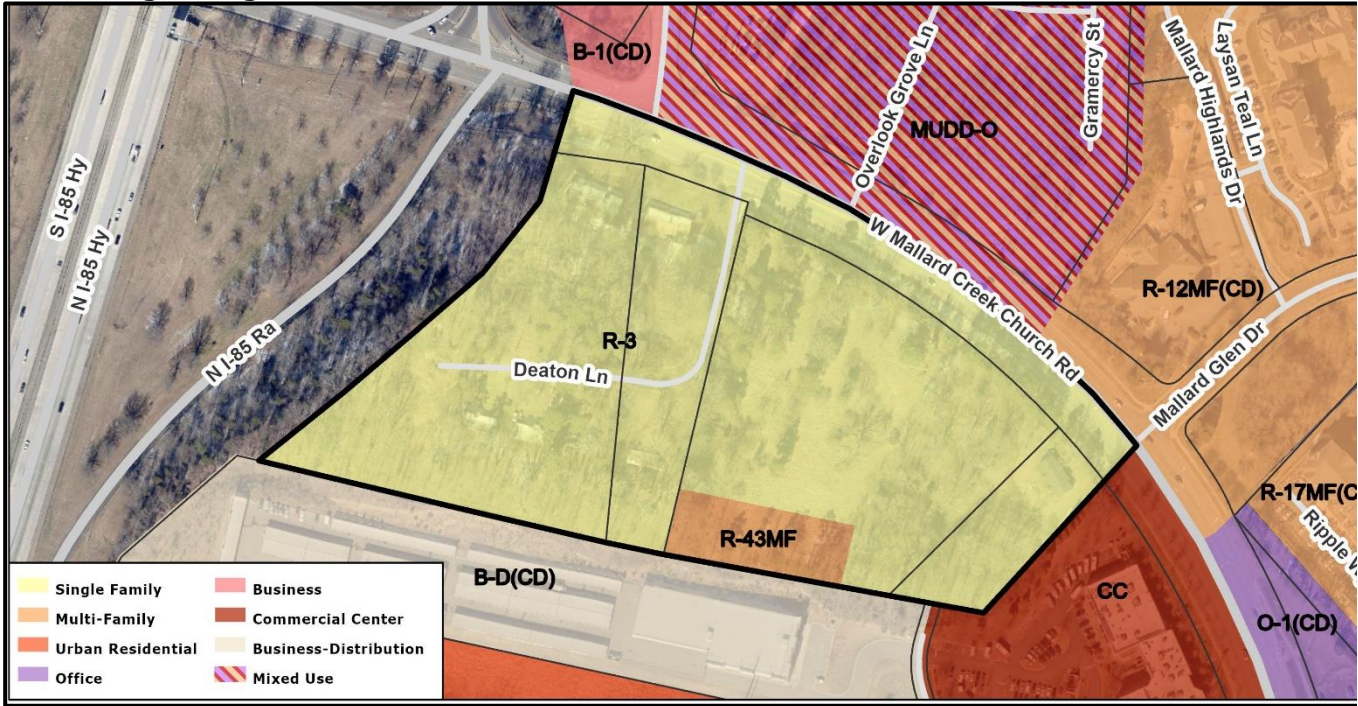 B-1(CD)
Overlook Grove Ln
Gramercy St
MUDD-O
Mallard Highlands Dr
Laysan Teal Ln
S I-85 Hy
N I-85 Hy
N I-85 Ra
W Mallard Creek Church Rd
R-12MF(CD)
Mallard Glen Dr
R-3
Deaton Ln
R-43MF
R-17MF(C
Ripple W
B-D(CD)
CC
O-1(CD)
Single Family
Multi-Family
Urban Residential
Office
Business
Commercial Center
Business-Distribution
Mixed Use